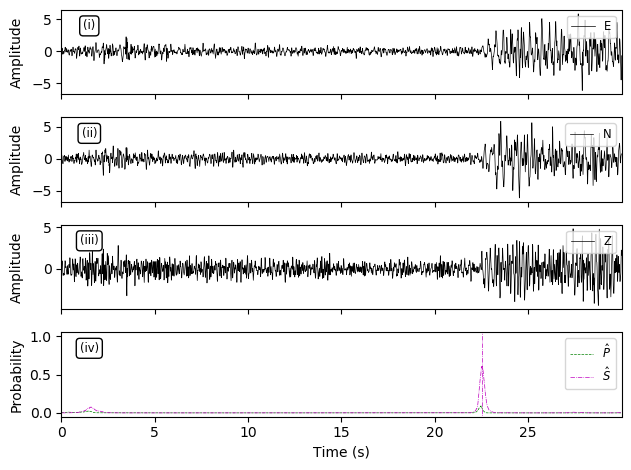 5
0
−5
Amplitude
(i)
E
5
0
−5
Amplitude
(ii)
N
5
0
Amplitude
(iii)
Z
1.0
0.5
0.0
Probability
(iv)
P̂
Ŝ
0 5 10 15 20 25
Time (s)